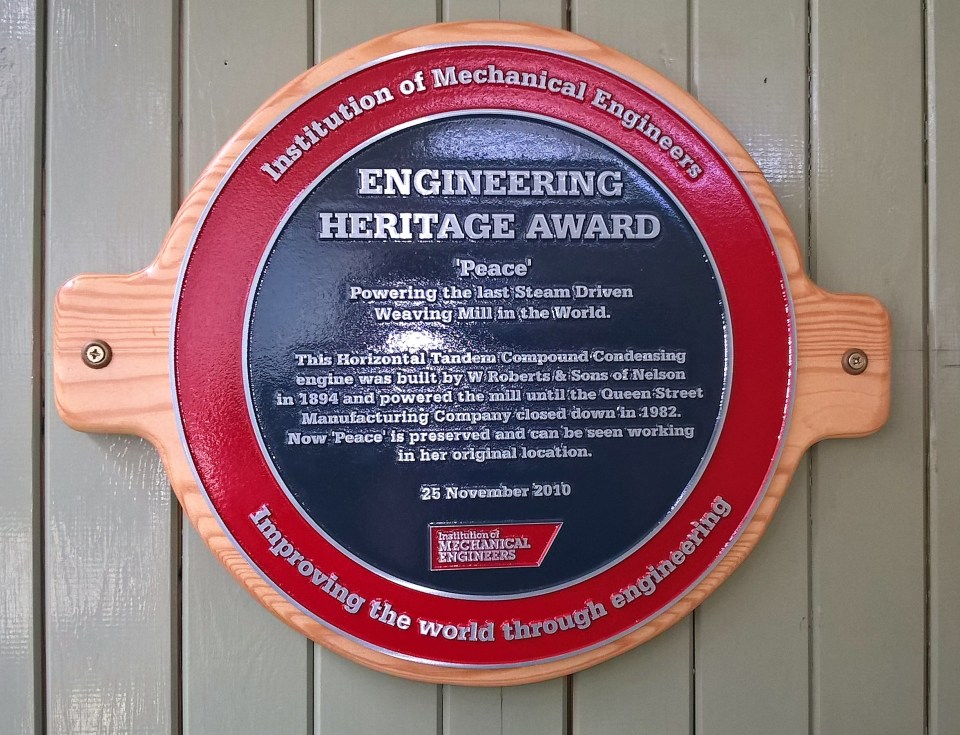 Institution of Mechanical Engineers
ENGINEERING
HERITAGE AWARD
'Peace'
Powering the last Steam Driven
Weaving Mill in the World.
This Horizontal Tandem Compound Condensing
engine was built by W Roberts & Sons of Nelson
in 1894 and powered the mill until the Queen Street
Manufacturing Company closed down in 1982.
Now 'Peace' is preserved and can be seen working
in her original location.
25 November 2010
Institution of
MECHANICAL
ENGINEERS
Improving the world through engineering